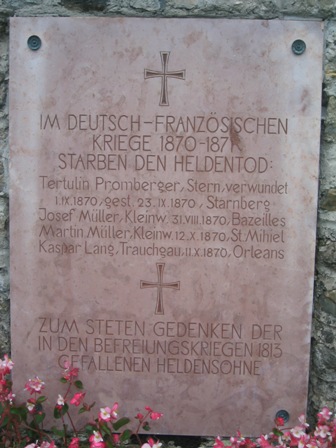 IM DEUTSCH-FRANZÖSISCHEN
KRIEGE 1870-1871
STARBEN DEN HELDENTOD:
Tertulin Promberger, Stern, verwundet
1.IX.1870, gest. 23.IX.1870, Starnberg
Josef Müller, Kleinw. 31.VIII.1870, Bazeilles
Martin Müller, Kleinw. 12.X.1870, St. Mihiel
Kaspar Lang, Trauchgau, 11.X.1870, Orleans
ZUM STETEN GEDENKEN DER
IN DEN BEFREIUNGSKRIEGEN 1813
GEFALLENEN HELDENSÖHNE